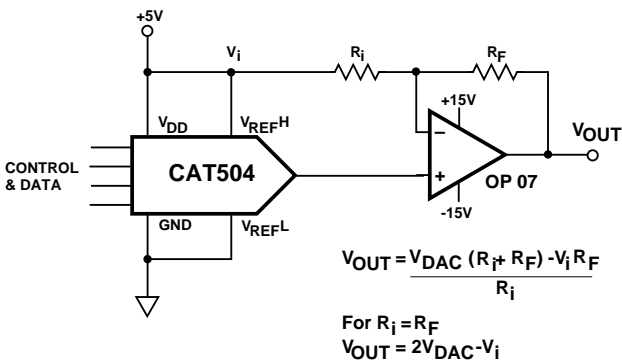 +5V
Vi
Ri
RF
+15V
VOUT
VDD
VREFH
CONTROL
& DATA
CAT504
−
+
OP 07
-15V
GND
VREFL
VOUT = VDAC (Ri+ RF) -Vi RF
Ri
For Ri = RF
VOUT = 2VDAC -Vi